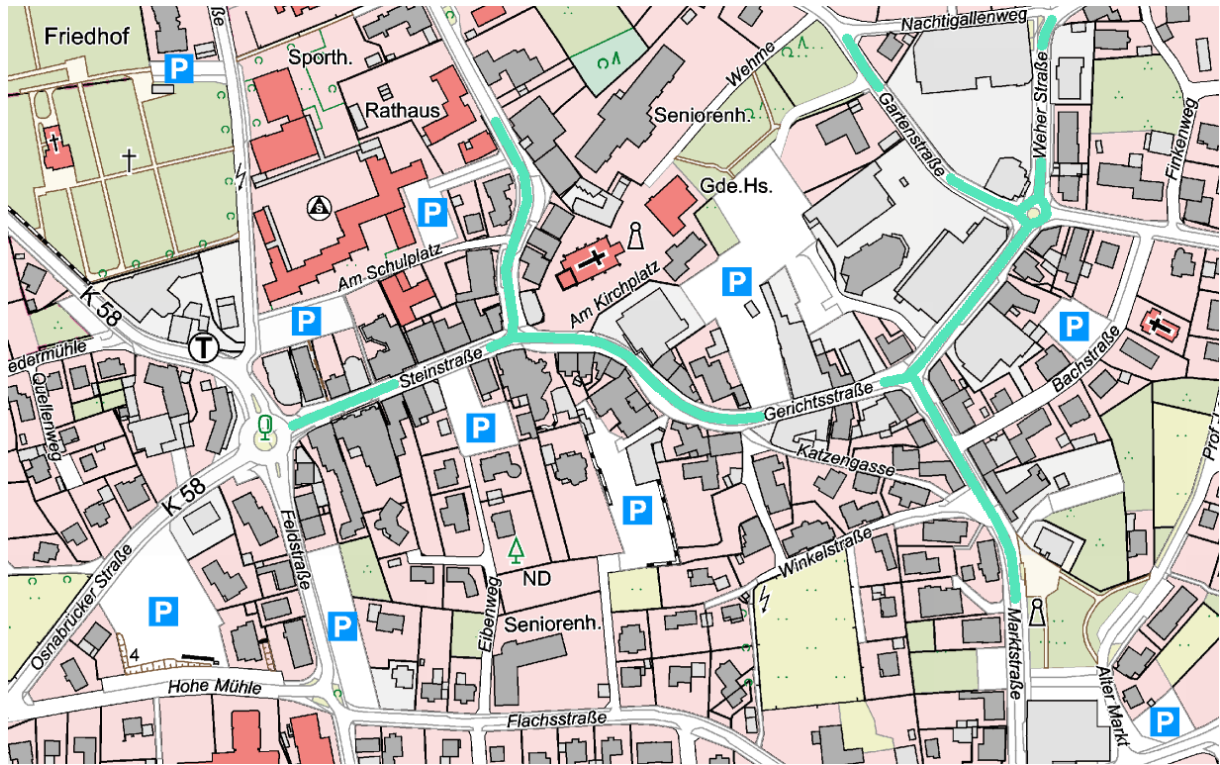 Nachtigallenweg
Friedhof
Sporth.
Wehme
P
Rathaus
Seniorenh.
Gartenstraße
Weher Straße
Finkenweg
Gde.Hs.
S
P
Am Schulplatz
Am Kirchplatz
K 58
P
P
P
T
Steinstraße
Bachstraße
Quellenweg
Gerichtsstraße
P
Katzengasse
K 58
P
Winkelstraße
Feldstraße
ND
Osnabrücker Straße
P
P
Eibenweg
Seniorenh.
4
Marktstraße
Hohe Mühle
Flachsstraße
Alter Markt
P